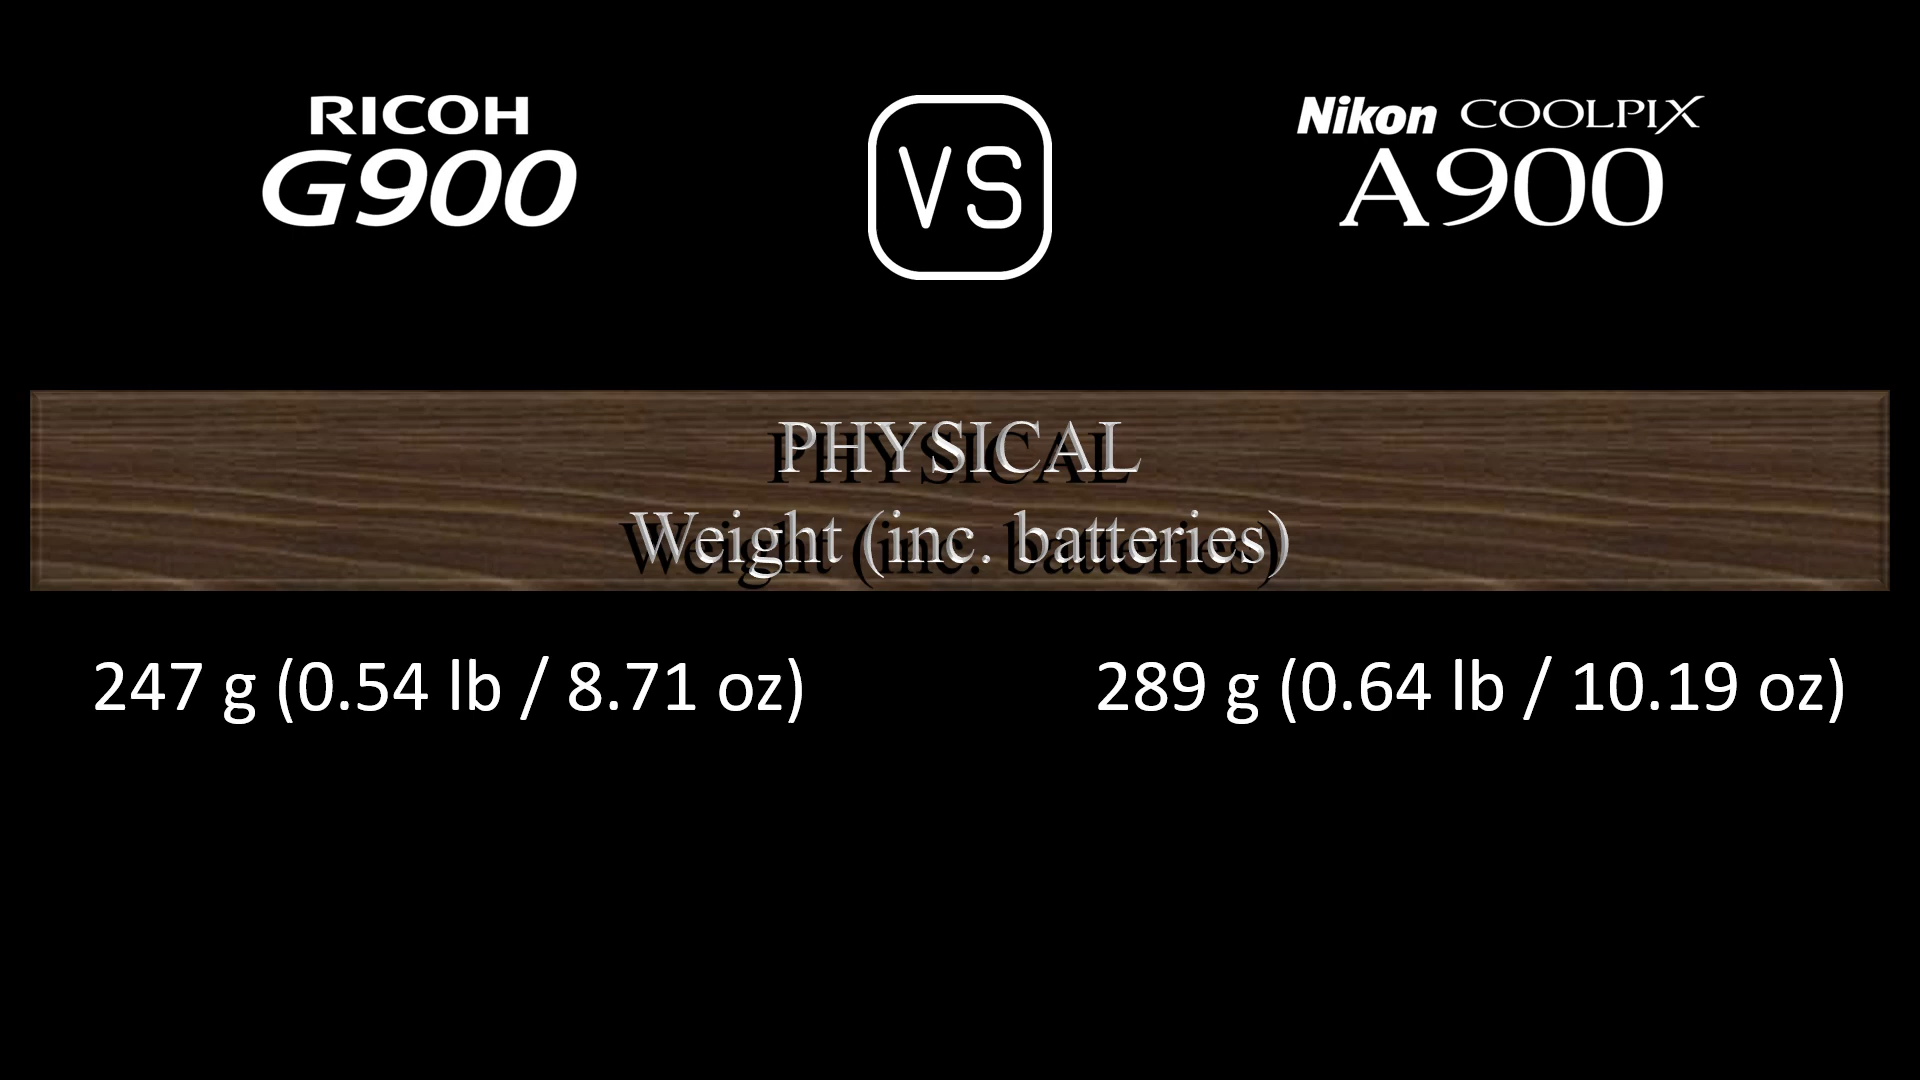 RICOH
G900
VS
Nikon COOLPIX
A900
PHYSICAL
Weight (inc. batteries)
247 g (0.54 lb / 8.71 oz)
289 g (0.64 lb / 10.19 oz)